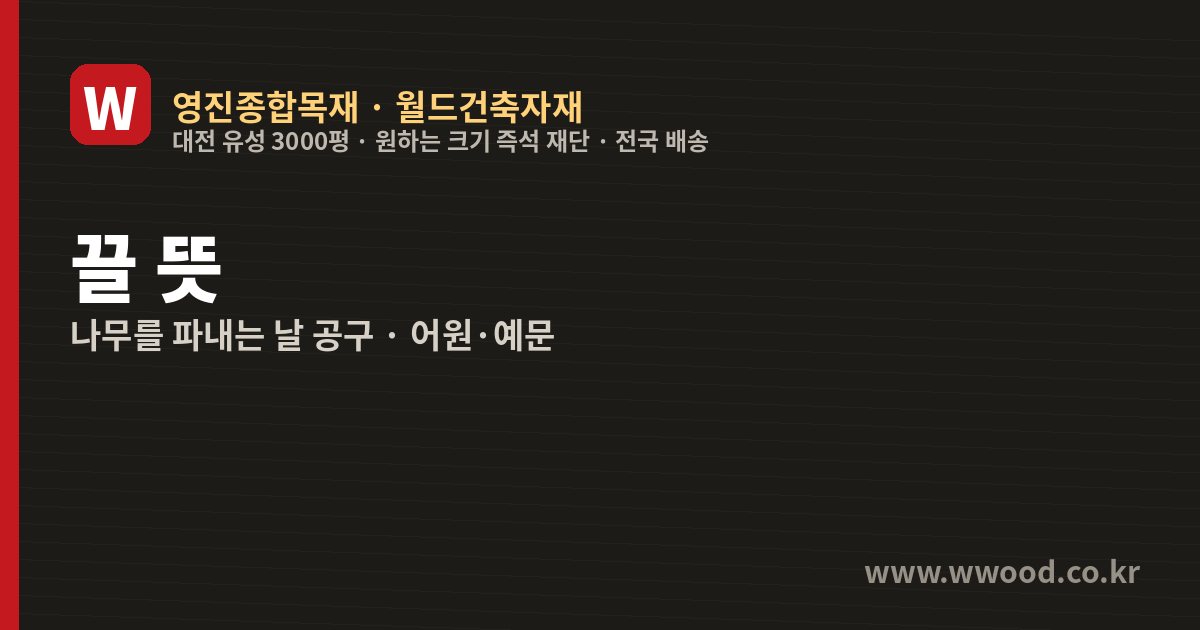 W
영진종합목재 · 월드건축자재
대전 유성 3000평 · 원하는 크기 즉석 재단 · 전국 배송
끌 뜻
나무를 파내는 날 공구 · 어원·예문
www.wwood.co.kr